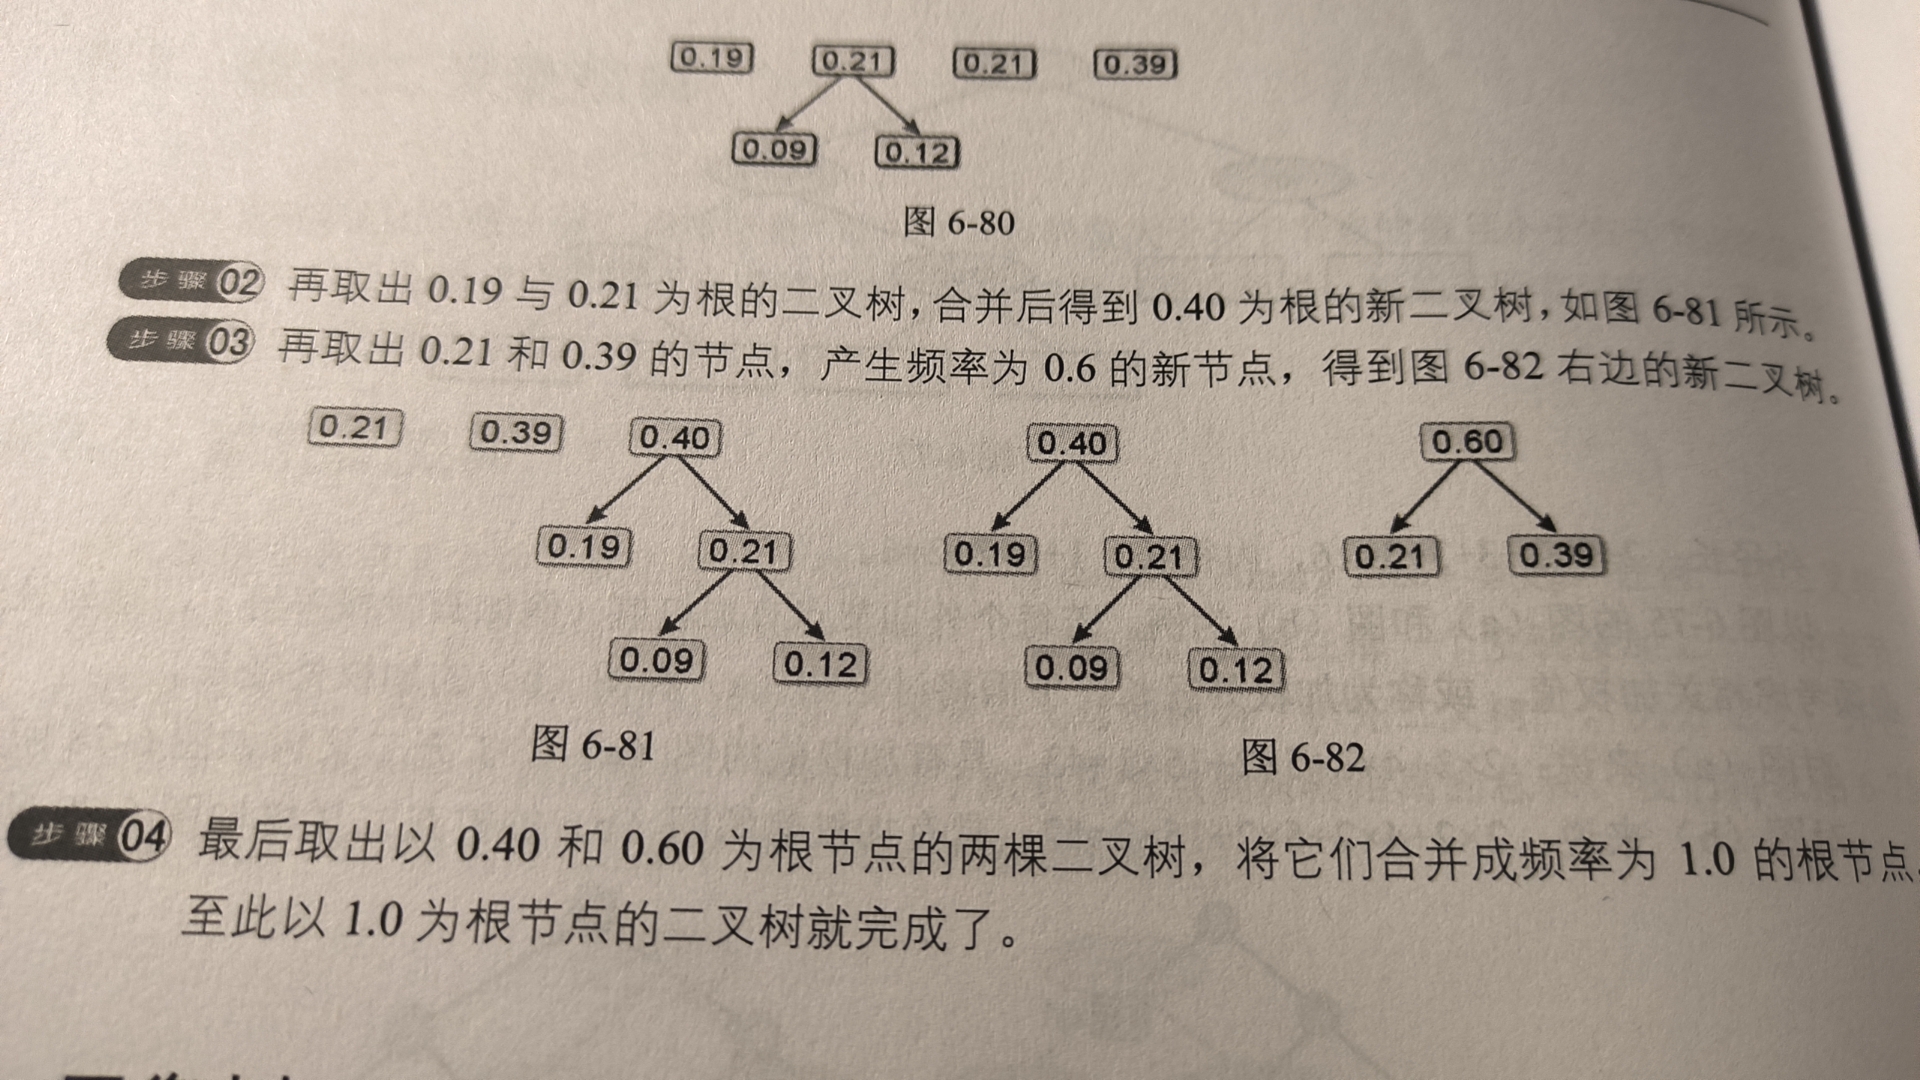 0.19 0.21 0.21 0.39
0.09 0.12
图 6-80
步骤 02 再取出 0.19 与 0.21 为根的二叉树，合并后得到 0.40 为根的新二叉树，如图 6-81 所示。
步骤 03 再取出 0.21 和 0.39 的节点，产生频率为 0.6 的新节点，得到图 6-82 右边的新二叉树。
0.21 0.39 0.40 0.40 0.60
0.19 0.21 0.19 0.21 0.21 0.39
0.09 0.12 0.09 0.12
图 6-81 图 6-82
步骤 04 最后取出以 0.40 和 0.60 为根节点的两棵二叉树，将它们合并成频率为 1.0 的根节点，
至此以 1.0 为根节点的二叉树就完成了。